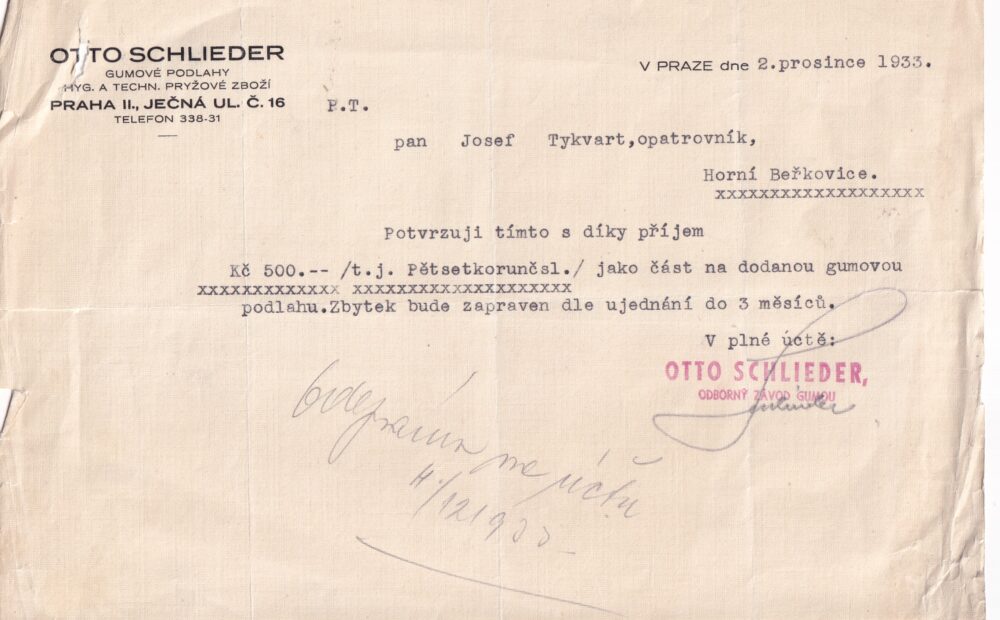 OTTO SCHLIEDER
GUMOVÉ PODLAHY
HYG. A TECHN. PRYŽOVÉ ZBOŽÍ
PRAHA II., JEČNÁ UL. Č. 16
TELEFON 338-31
V PRAZE dne 2.prosince 1933.
P.T.
pan Josef Tykvart,opatrovník,
Horní Beřkovice.
xxxxxxxxxxxxxxxxxxx
Potvrzuji tímto s díky příjem
Kč 500.-- /t.j. Pětsetkorunčsl./ jako část na dodanou gumovou
xxxxxxxxxxxxx xxxxxxxxxxxxxxxxxxxx
podlahu.Zbytek bude zapraven dle ujednání do 3 měsíců.
V plné úctě:
OTTO SCHLIEDER,
ODBORNÝ ZÁVOD GUMOU
Schlieder
na účtu
/12 1933